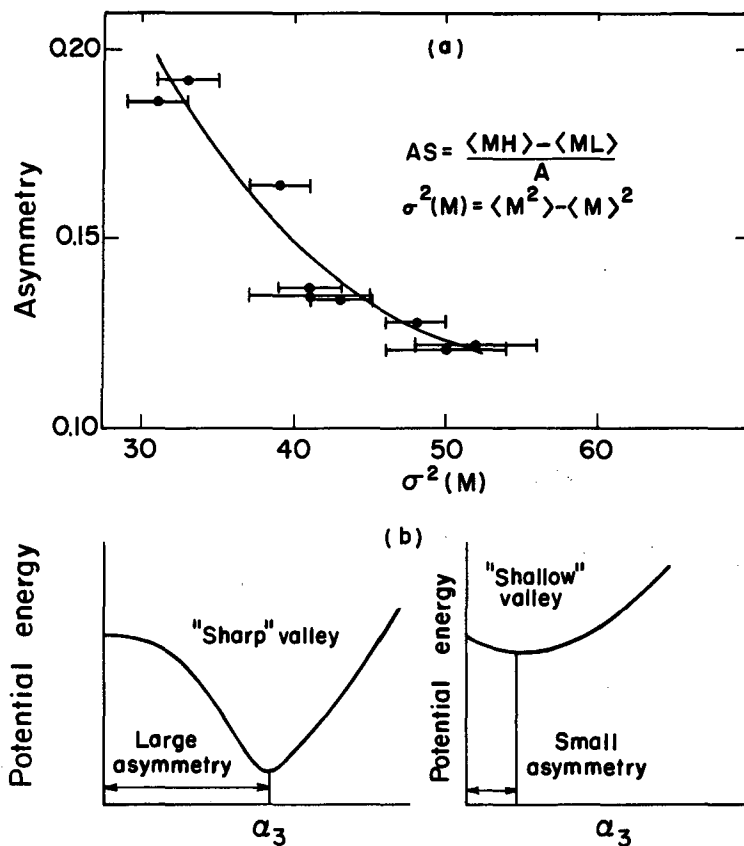 (a)
0.20
0.15
0.10
Asymmetry
AS = <MH> - <ML> / A
σ²(M) = <M²> - <M>²
30
40
50
60
σ²(M)
(b)
Potential energy
"Sharp" valley
Large
asymmetry
α₃
Potential energy
"Shallow"
valley
Small
asymmetry
α₃